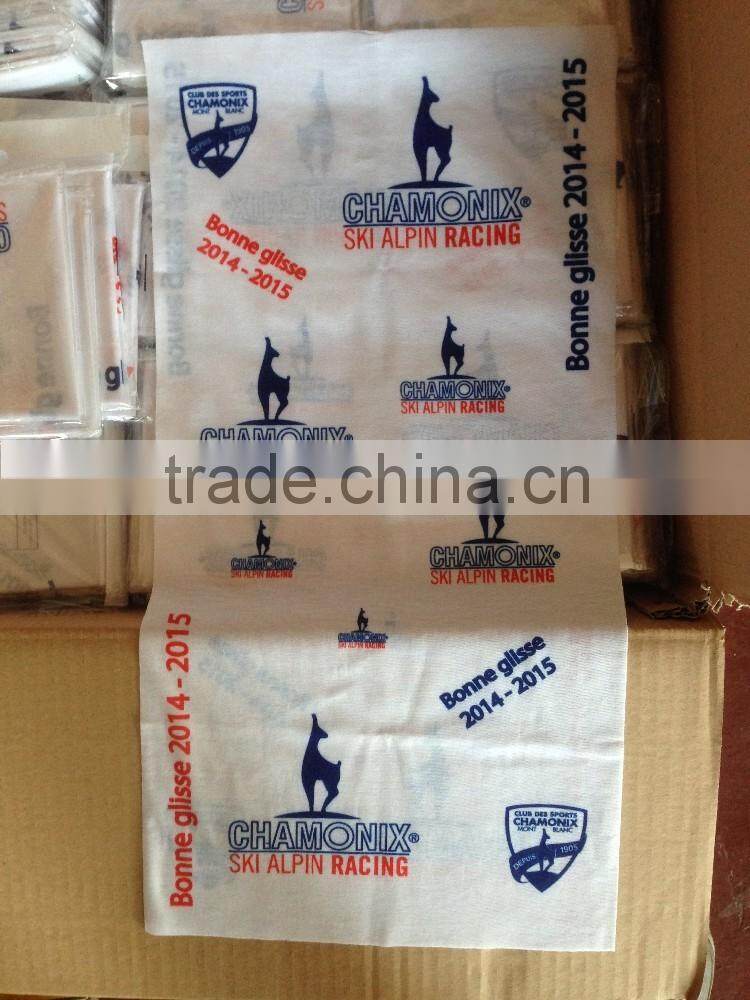 CLUB DES SPORTS
CHAMONIX
MONT BLANC
DEPUIS 1905
CHAMONIX®
SKI ALPIN RACING
Bonne glisse 2014 - 2015
Bonne glisse
2014 - 2015
CHAMONIX®
SKI ALPIN RACING
CHAMONIX®
trade.china.cn
CHAMONIX®
SKI ALPIN RACING
CHAMONIX®
SKI ALPIN RACING
CHAMONIX
SKI ALPIN RACING
Bonne glisse 2014 - 2015
Bonne glisse
2014 - 2015
CHAMONIX®
SKI ALPIN RACING
CLUB DES SPORTS
CHAMONIX
MONT BLANC
DEPUIS 1905